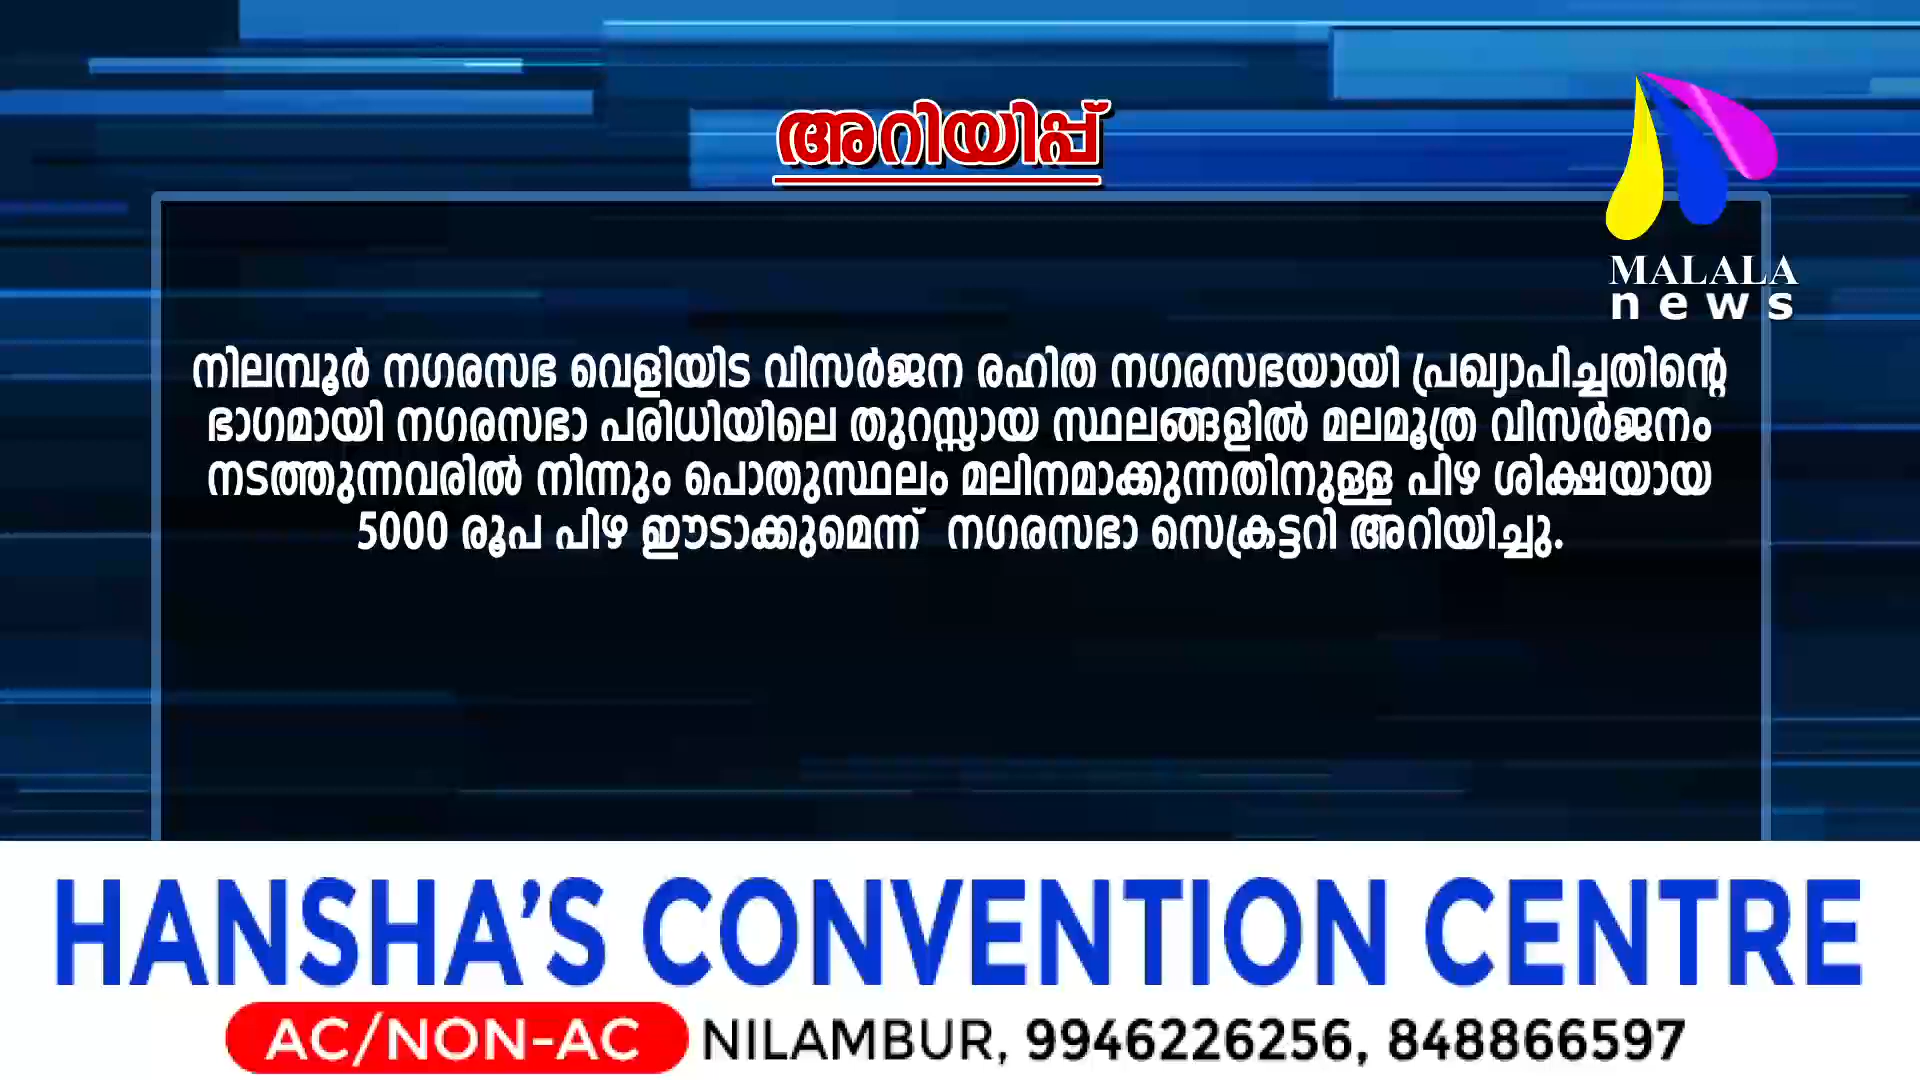 അറിയിപ്പ്
MALALA
news
നിലമ്പൂർ നഗരസഭ വെളിയിട വിസർജന രഹിത നഗരസഭയായി പ്രഖ്യാപിച്ചതിന്റെ
ഭാഗമായി നഗരസഭാ പരിധിയിലെ തുറസ്സായ സ്ഥലങ്ങളിൽ മലമൂത്ര വിസർജനം
നടത്തുന്നവരിൽ നിന്നും പൊതുസ്ഥലം മലിനമാക്കുന്നതിനുള്ള പിഴ ശിക്ഷയായ
5000 രൂപ പിഴ ഈടാക്കുമെന്ന് നഗരസഭാ സെക്രട്ടറി അറിയിച്ചു.
HANSHA'S CONVENTION CENTRE
AC/NON-AC NILAMBUR, 9946226256, 848866597